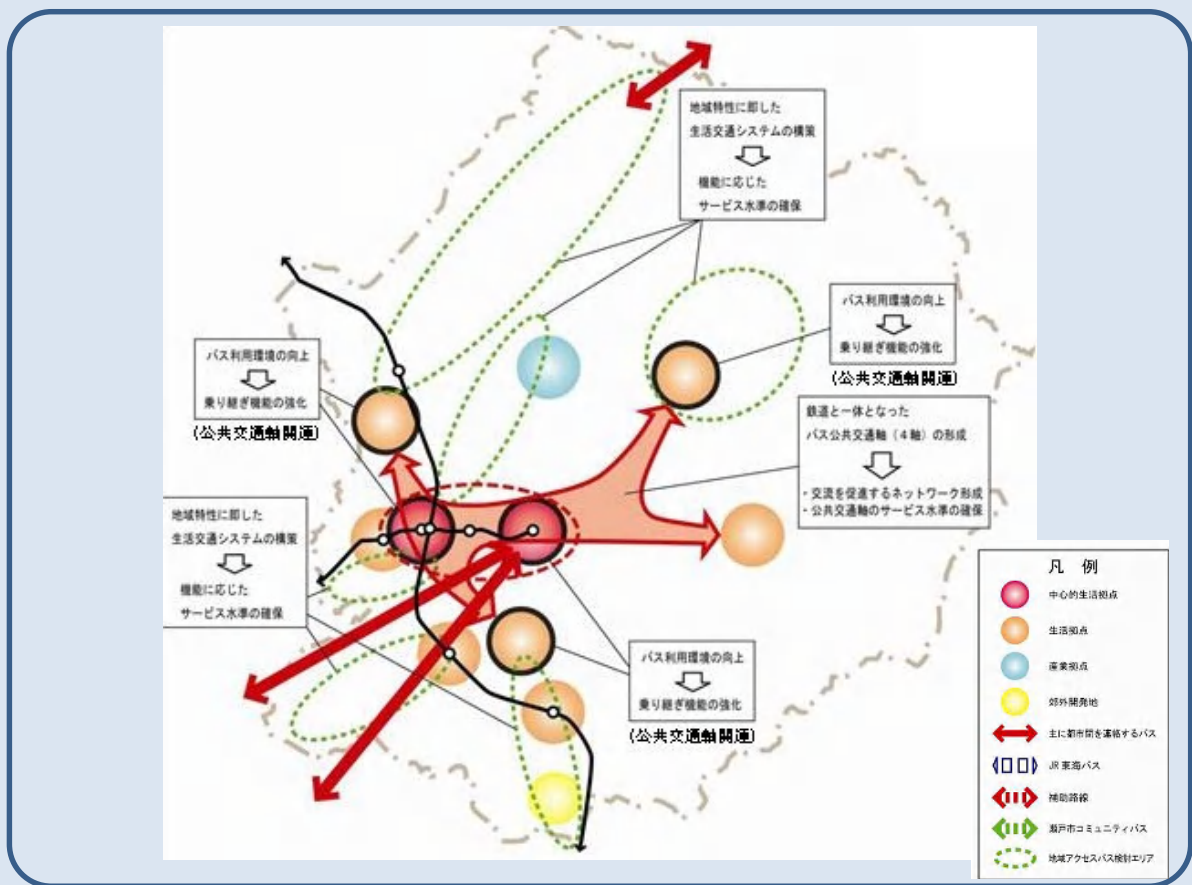 地域特性に即した
生活交通システムの構築
機能に応じた
サービス水準の確保
バス利用環境の向上
乗り継ぎ機能の強化
(公共交通軸関連)
バス利用環境の向上
乗り継ぎ機能の強化
(公共交通軸関連)
鉄道と一体となった
バス公共交通軸(4軸)の形成
・交流を促進するネットワーク形成
・公共交通軸のサービス水準の確保
地域特性に即した
生活交通システムの構築
機能に応じた
サービス水準の確保
バス利用環境の向上
乗り継ぎ機能の強化
(公共交通軸関連)
凡 例
中心的生活拠点
生活拠点
産業拠点
郊外開発地
主に都市間を連絡するバス
JR東海バス
補助路線
瀬戸市コミュニティバス
地域アクセスバス検討エリア